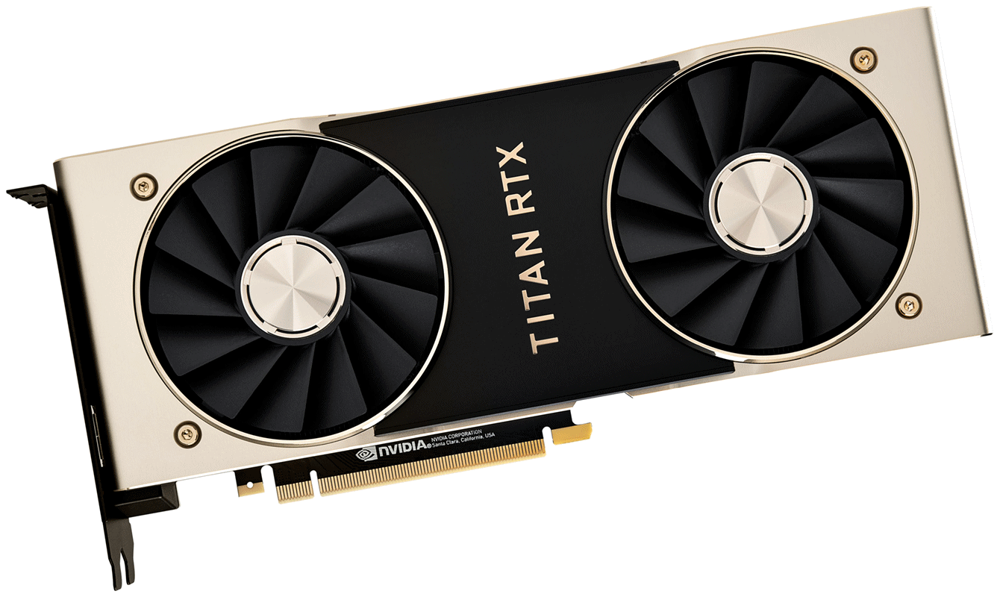 TITAN RTX
NVIDIA®
NVIDIA CORPORATION
Santa Clara, California, USA